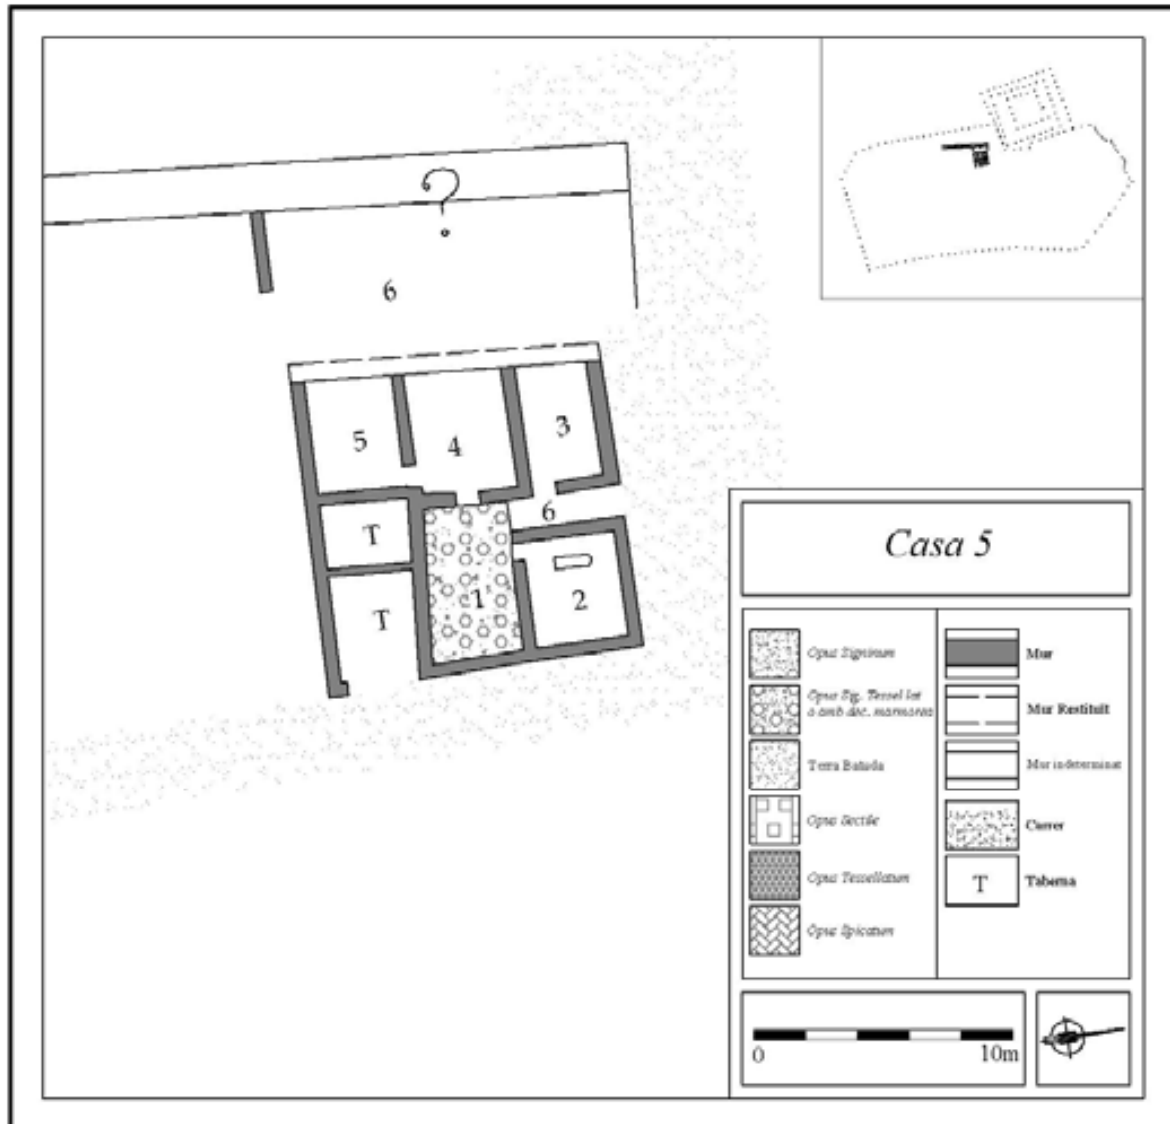 ?
6
5
4
3
6
T
1
2
T
Casa 5
Opus Signinum
Opus Sig. Tessel lat
o amb dec. marmorea
Terra Batuda
Opus Sectile
Opus Tessellatum
Opus Spicatum
Mur
Mur Restituit
Mur indeterminat
Carrer
T Taberna
0 10m